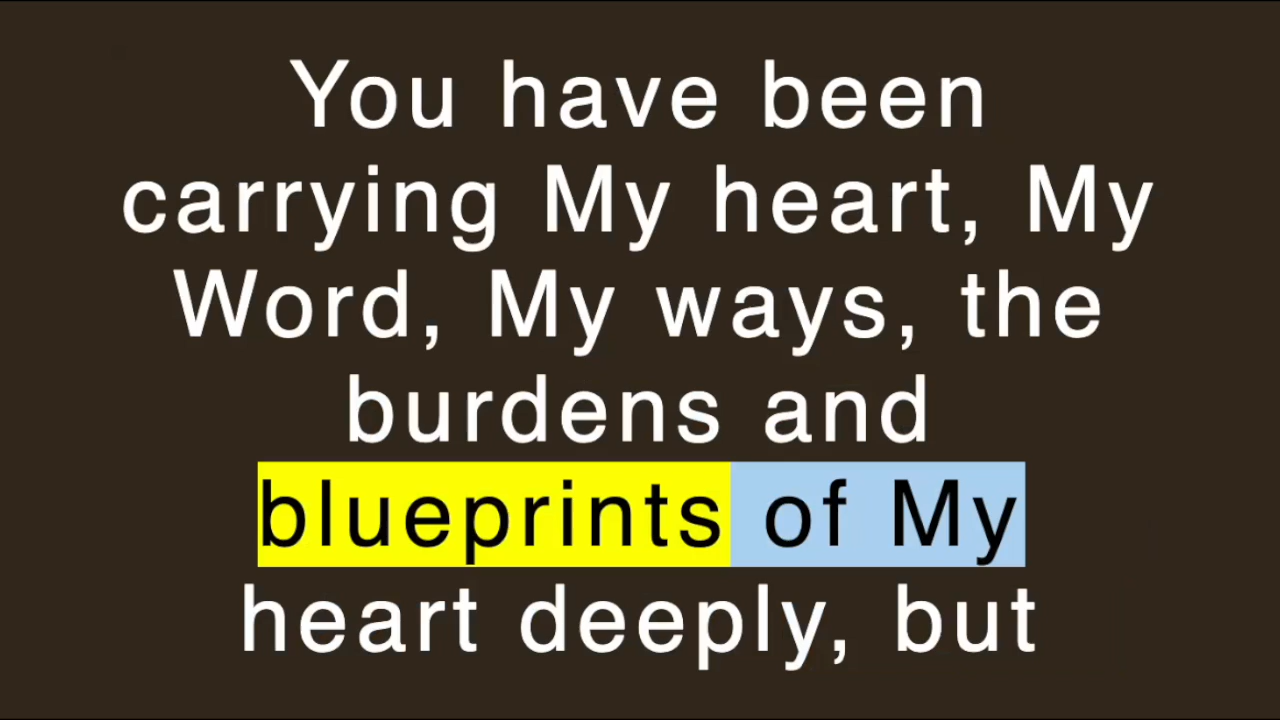 You have been
carrying My heart, My
Word, My ways, the
burdens and
blueprints of My
heart deeply, but